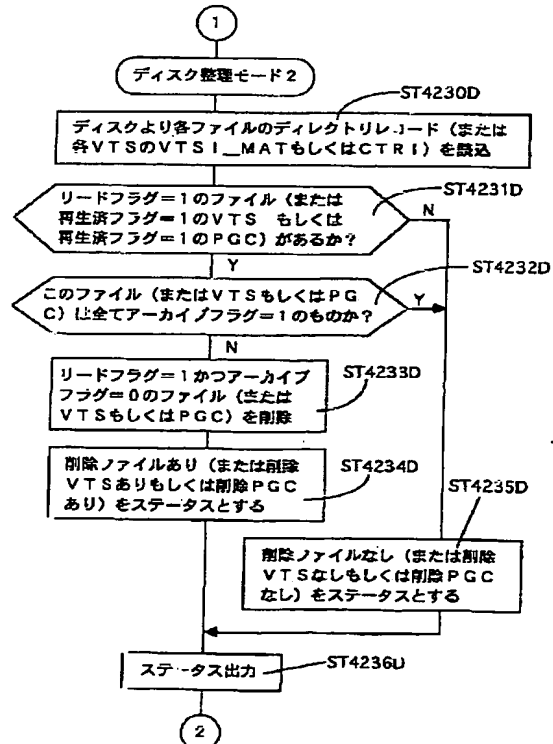 1
ディスク整理モード2
ST4230D
ディスクより各ファイルのディレクトリレコード（または
各VTSのVTSI_MATもしくはCTRI）を読込
ST4231D
リードフラグ=1のファイル（または
再生済フラグ=1のVTS もしくは
再生済フラグ=1のPGC）があるか？
N
Y
ST4232D
このファイル（またはVTSもしくはPG
C）は全てアーカイブフラグ=1のものか？
Y
N
ST4233D
リードフラグ=1かつアーカイブ
フラグ=0のファイル（または
VTSもしくはPGC）を削除
ST4234D
削除ファイルあり（または削除
VTSありもしくは削除PGC
あり）をステータスとする
ST4235D
削除ファイルなし（または削除
VTSなしもしくは削除PGC
なし）をステータスとする
ステータス出力
ST4236D
2